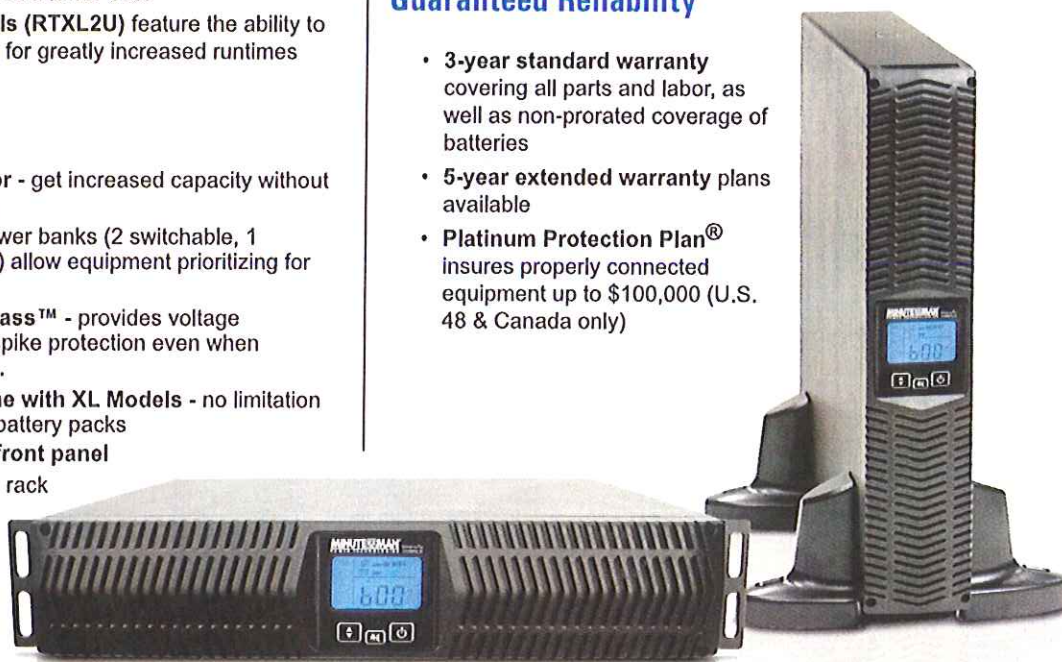 ls (RTXL2U) feature the ability to
for greatly increased runtimes
or - get increased capacity without
wer banks (2 switchable, 1
) allow equipment prioritizing for
ass™ - provides voltage
spike protection even when
.
ne with XL Models - no limitation
battery packs
front panel
rack
Guaranteed Reliability
• 3-year standard warranty
covering all parts and labor, as
well as non-prorated coverage of
batteries
• 5-year extended warranty plans
available
• Platinum Protection Plan®
insures properly connected
equipment up to $100,000 (U.S.
48 & Canada only)
MINUTEMAN
600
MINUTEMAN
600